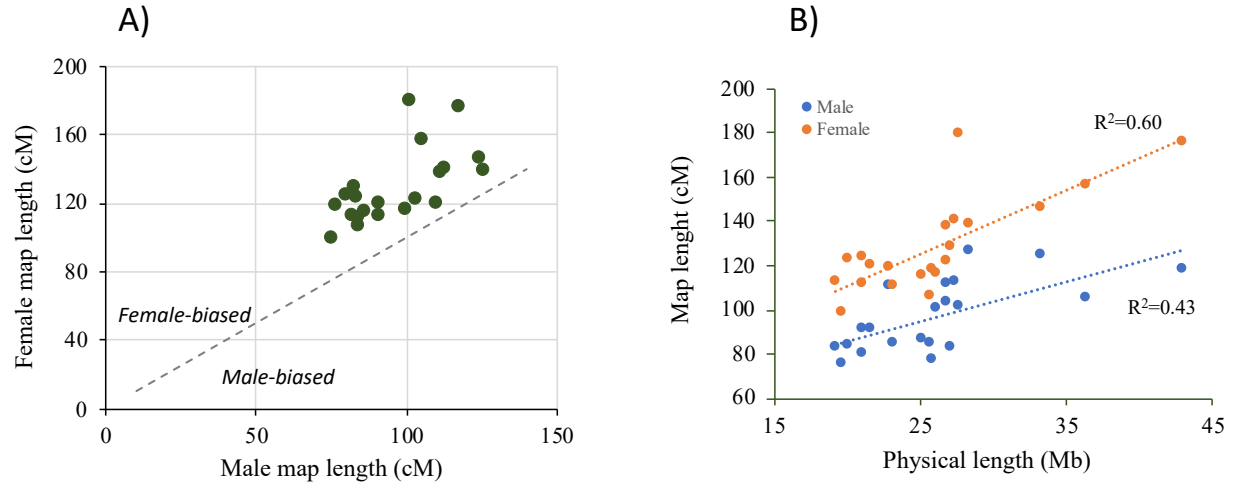 A)
200
160
120
80
40
0
Female map length (cM)
Female-biased
Male-biased
0 50 100 150
Male map length (cM)
B)
200
180
160
140
120
100
80
60
Map lenght (cM)
Male
Female
R²=0.60
R²=0.43
15 25 35 45
Physical length (Mb)